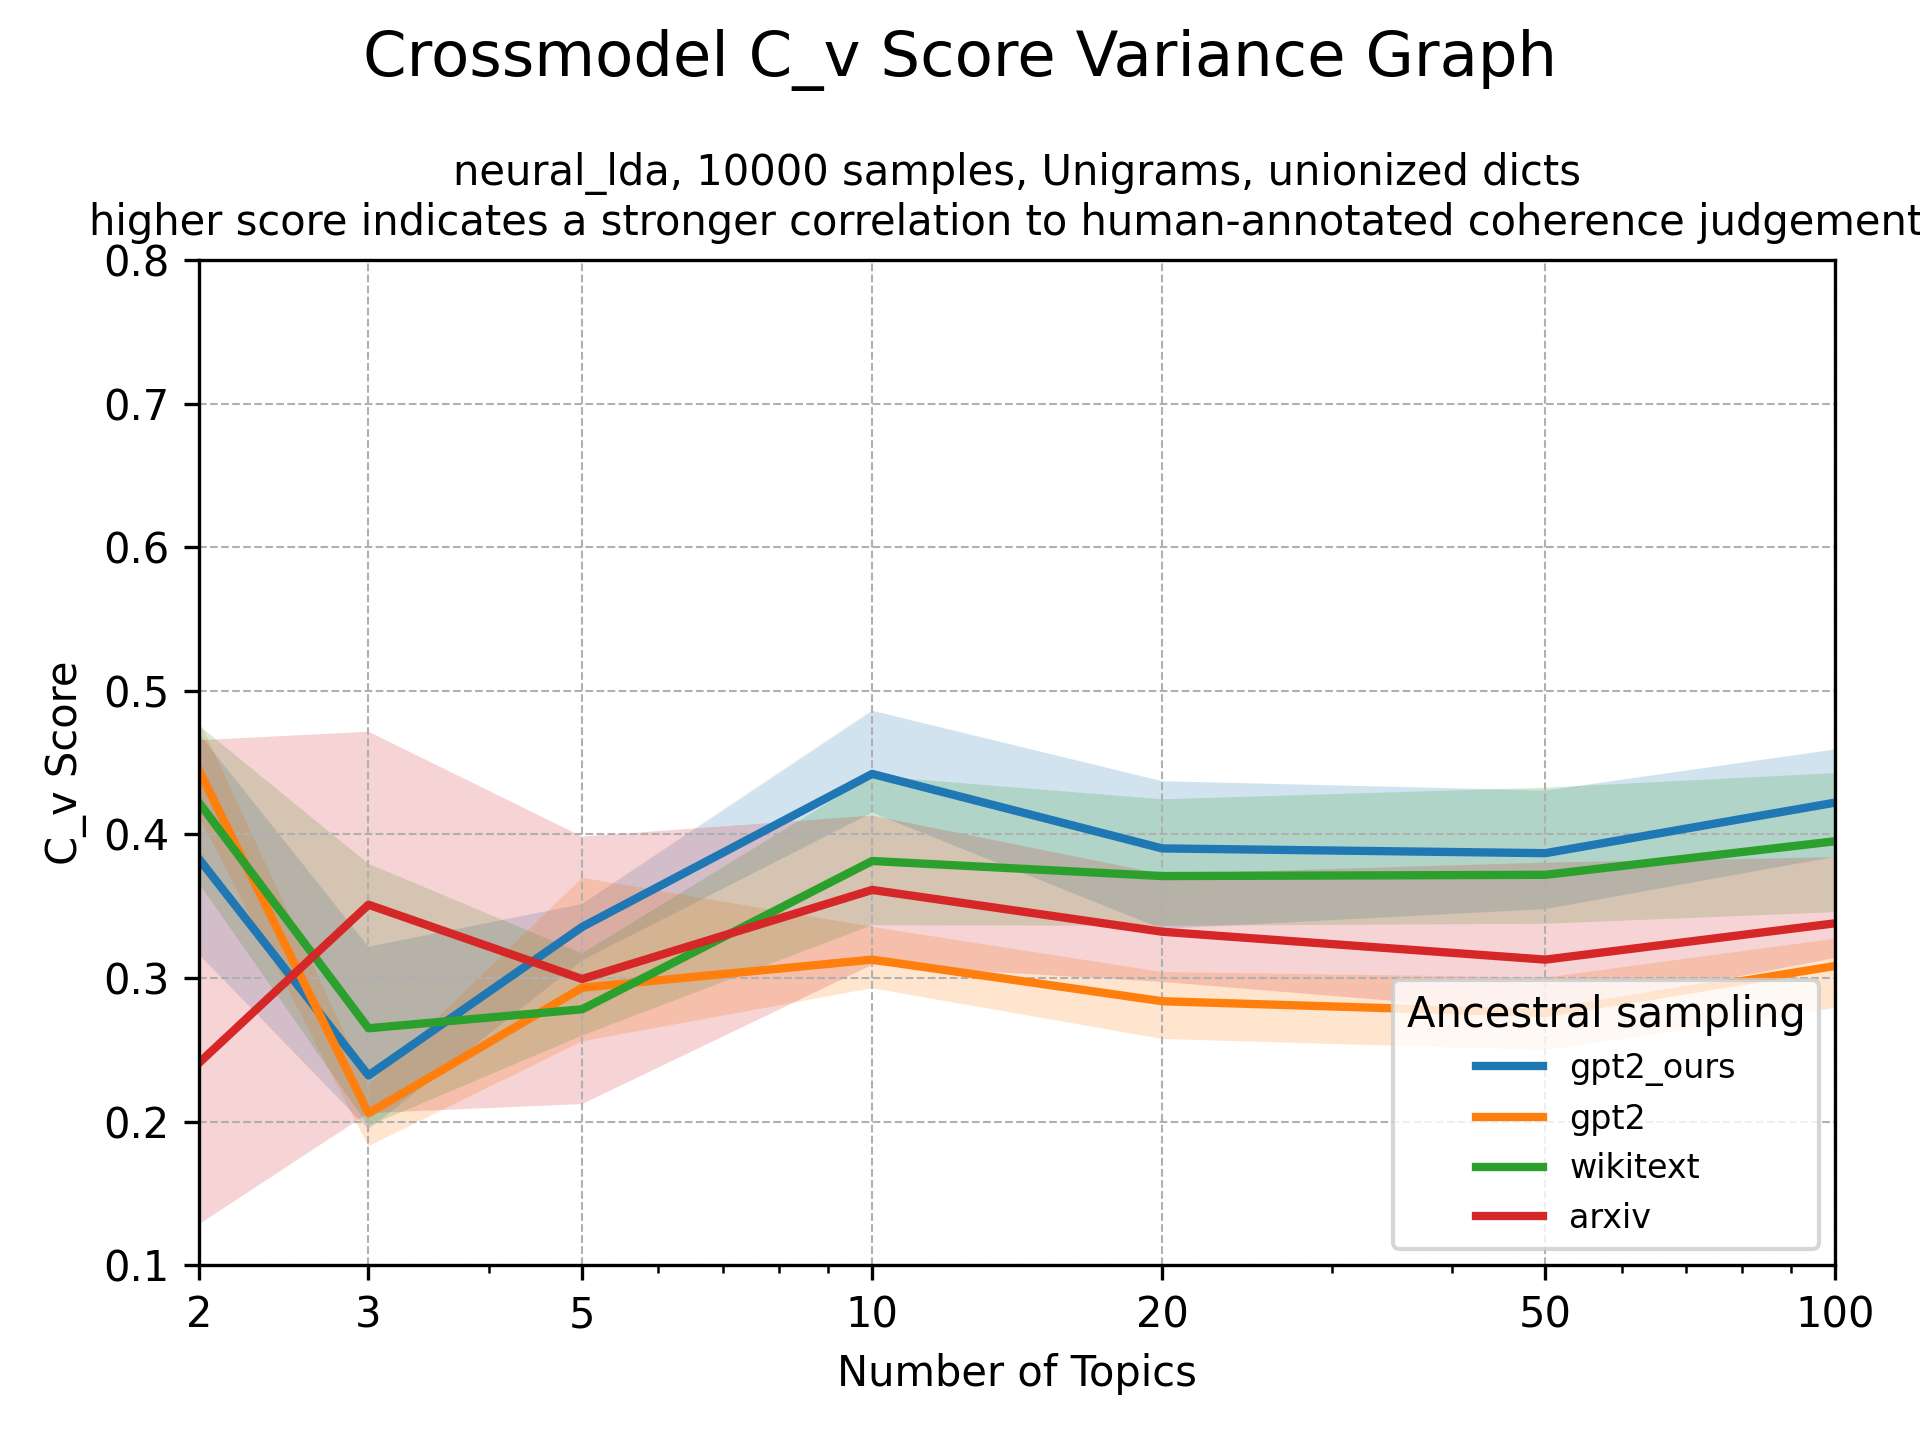 Crossmodel C_v Score Variance Graph
neural_lda, 10000 samples, Unigrams, unionized dicts
higher score indicates a stronger correlation to human-annotated coherence judgement
0.8
0.7
0.6
0.5
0.4
0.3
0.2
0.1
C_v Score
Ancestral sampling
gpt2_ours
gpt2
wikitext
arxiv
2 3 5 10 20 50 100
Number of Topics